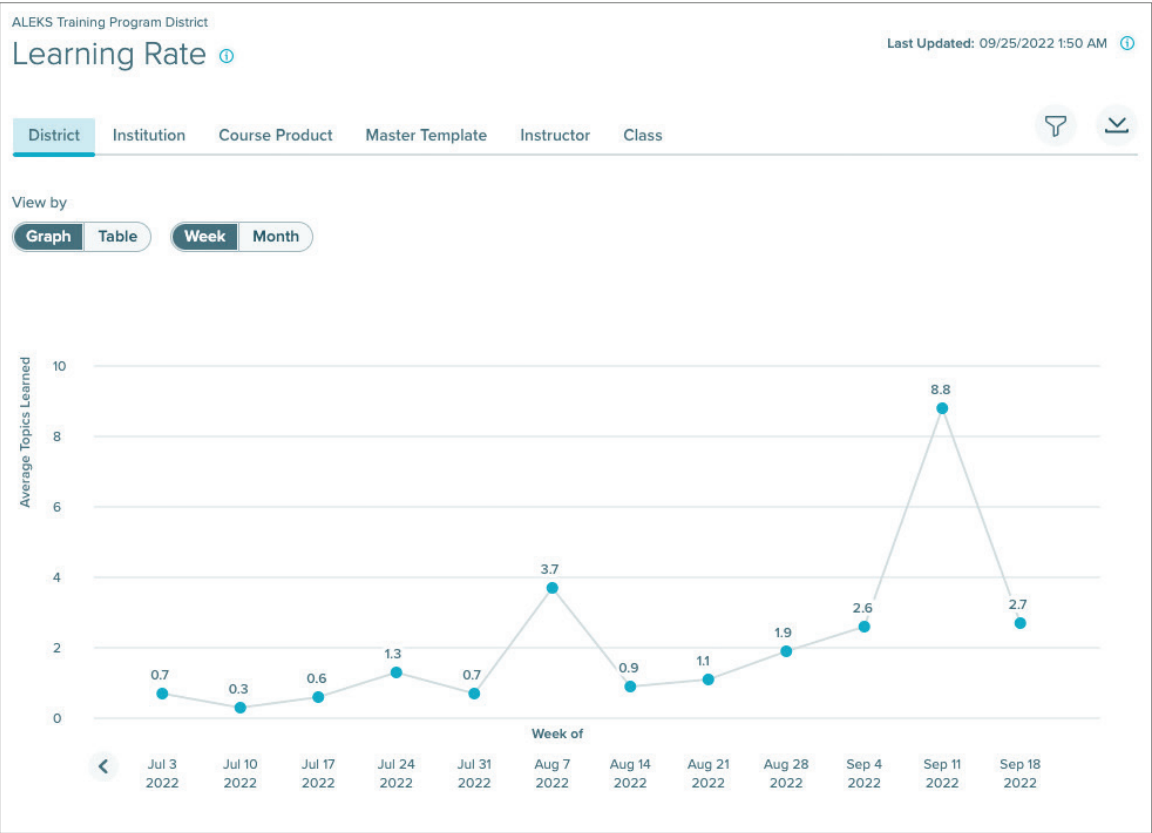 ALEKS Training Program District
Learning Rate
Last Updated: 09/25/2022 1:50 AM
District Institution Course Product Master Template Instructor Class
View by
Graph Table Week Month
Average Topics Learned
10
8
6
4
2
0
0.7 0.3 0.6 1.3 0.7 3.7 0.9 1.1 1.9 2.6 8.8 2.7
Week of
Jul 3 Jul 10 Jul 17 Jul 24 Jul 31 Aug 7 Aug 14 Aug 21 Aug 28 Sep 4 Sep 11 Sep 18
2022 2022 2022 2022 2022 2022 2022 2022 2022 2022 2022 2022